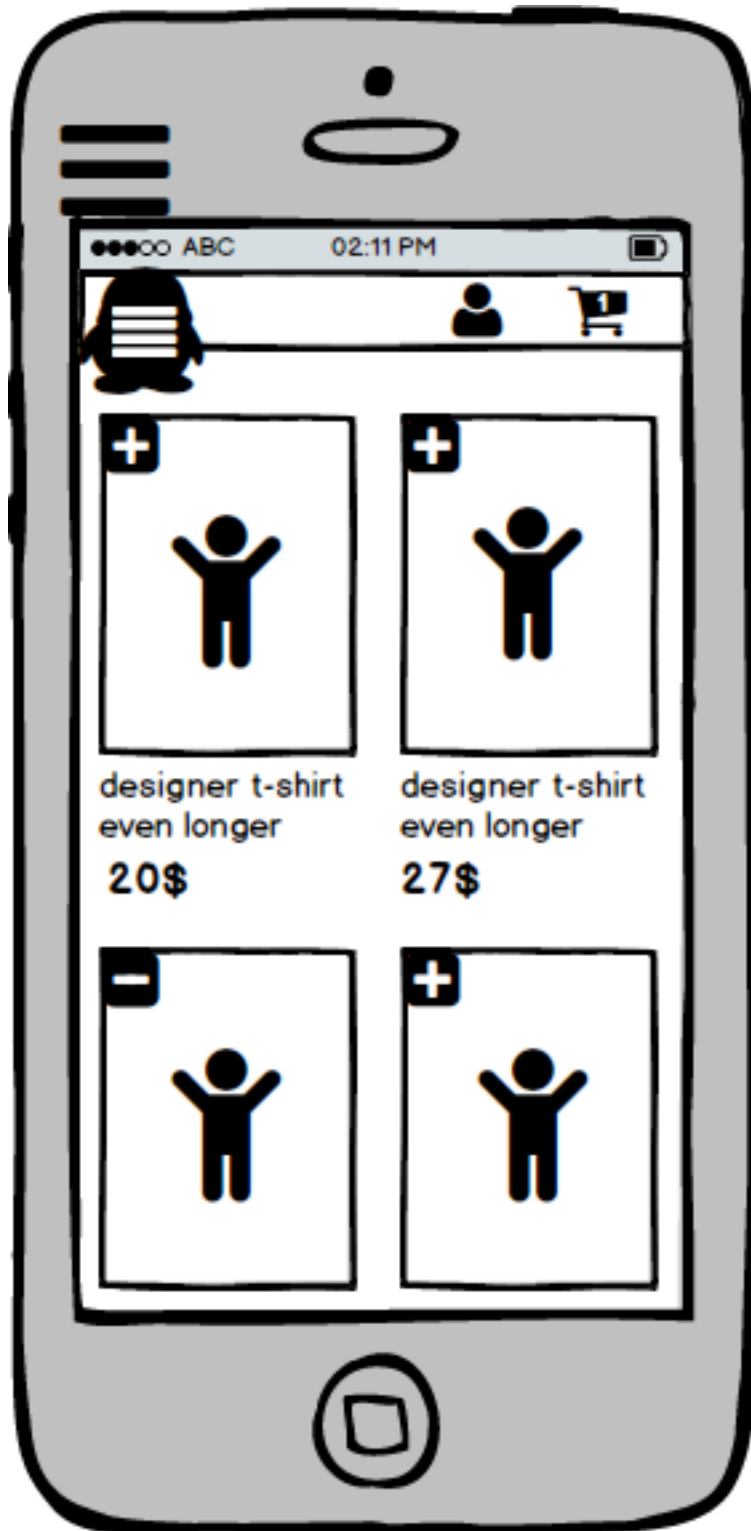 ABC 02:11 PM
1
designer t-shirt designer t-shirt
even longer even longer
20$ 27$